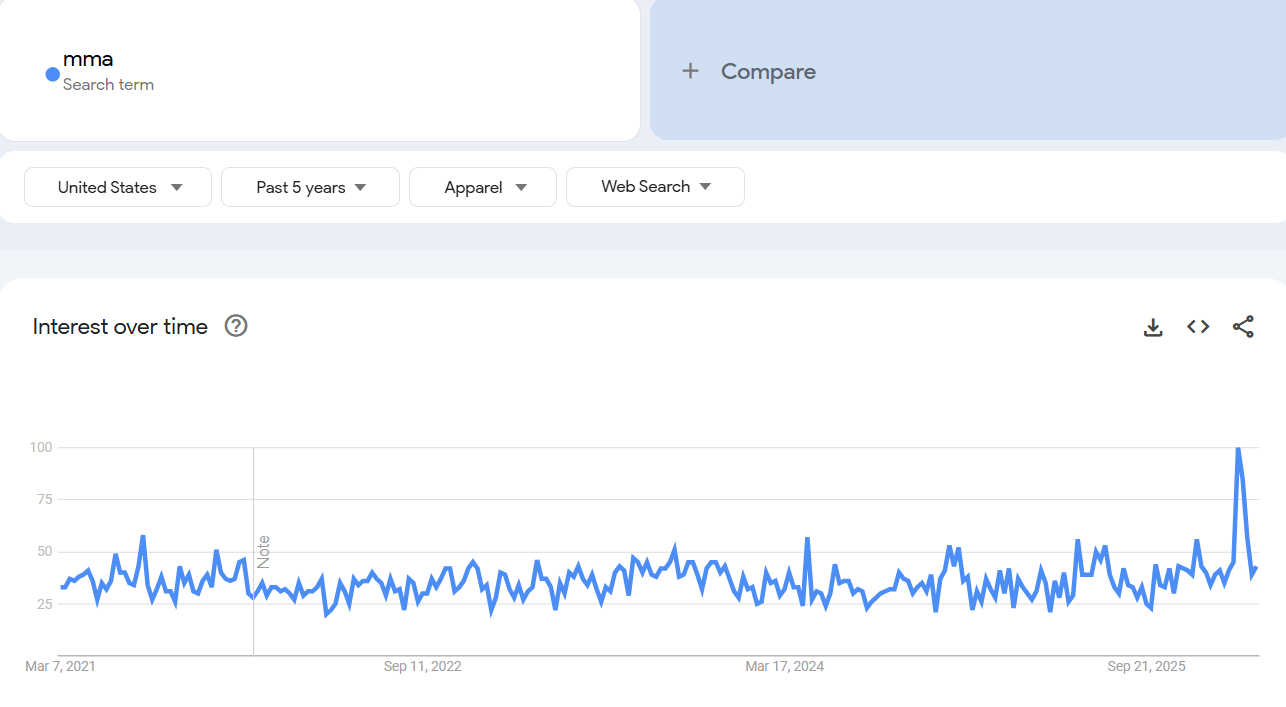 mma
Search term
+ Compare
United States
Past 5 years
Apparel
Web Search
Interest over time
100
75
50
25
Note
Mar 7, 2021
Sep 11, 2022
Mar 17, 2024
Sep 21, 2025